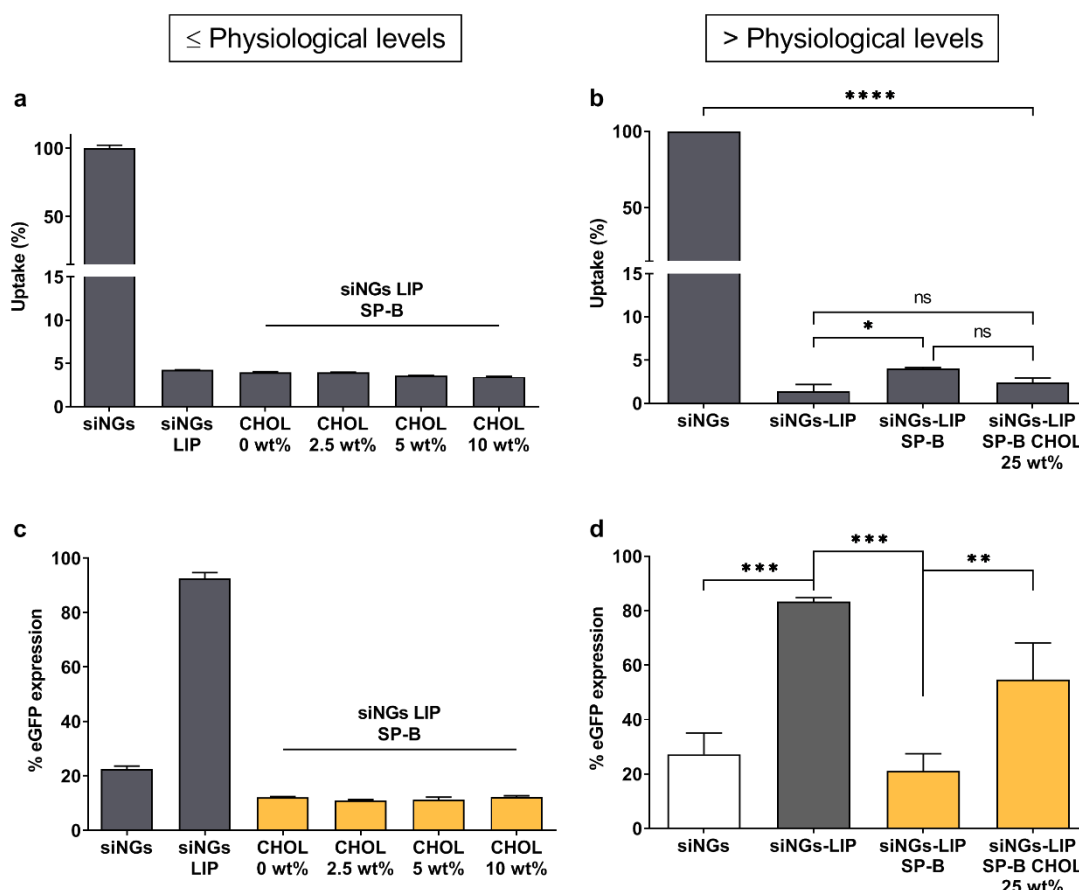 ≤ Physiological levels
> Physiological levels
a
Uptake (%)
100
50
15
10
5
0
siNGs LIP
SP-B
siNGs
siNGs
LIP
CHOL
0 wt%
CHOL
2.5 wt%
CHOL
5 wt%
CHOL
10 wt%
b
Uptake (%)
100
50
15
10
5
0
****
ns
*
ns
siNGs
siNGs-LIP
siNGs-LIP
SP-B
siNGs-LIP
SP-B CHOL
25 wt%
c
% eGFP expression
100
80
60
40
20
0
siNGs LIP
SP-B
siNGs
siNGs
LIP
CHOL
0 wt%
CHOL
2.5 wt%
CHOL
5 wt%
CHOL
10 wt%
d
% eGFP expression
100
80
60
40
20
0
***
***
**
siNGs
siNGs-LIP
siNGs-LIP
SP-B
siNGs-LIP
SP-B CHOL
25 wt%